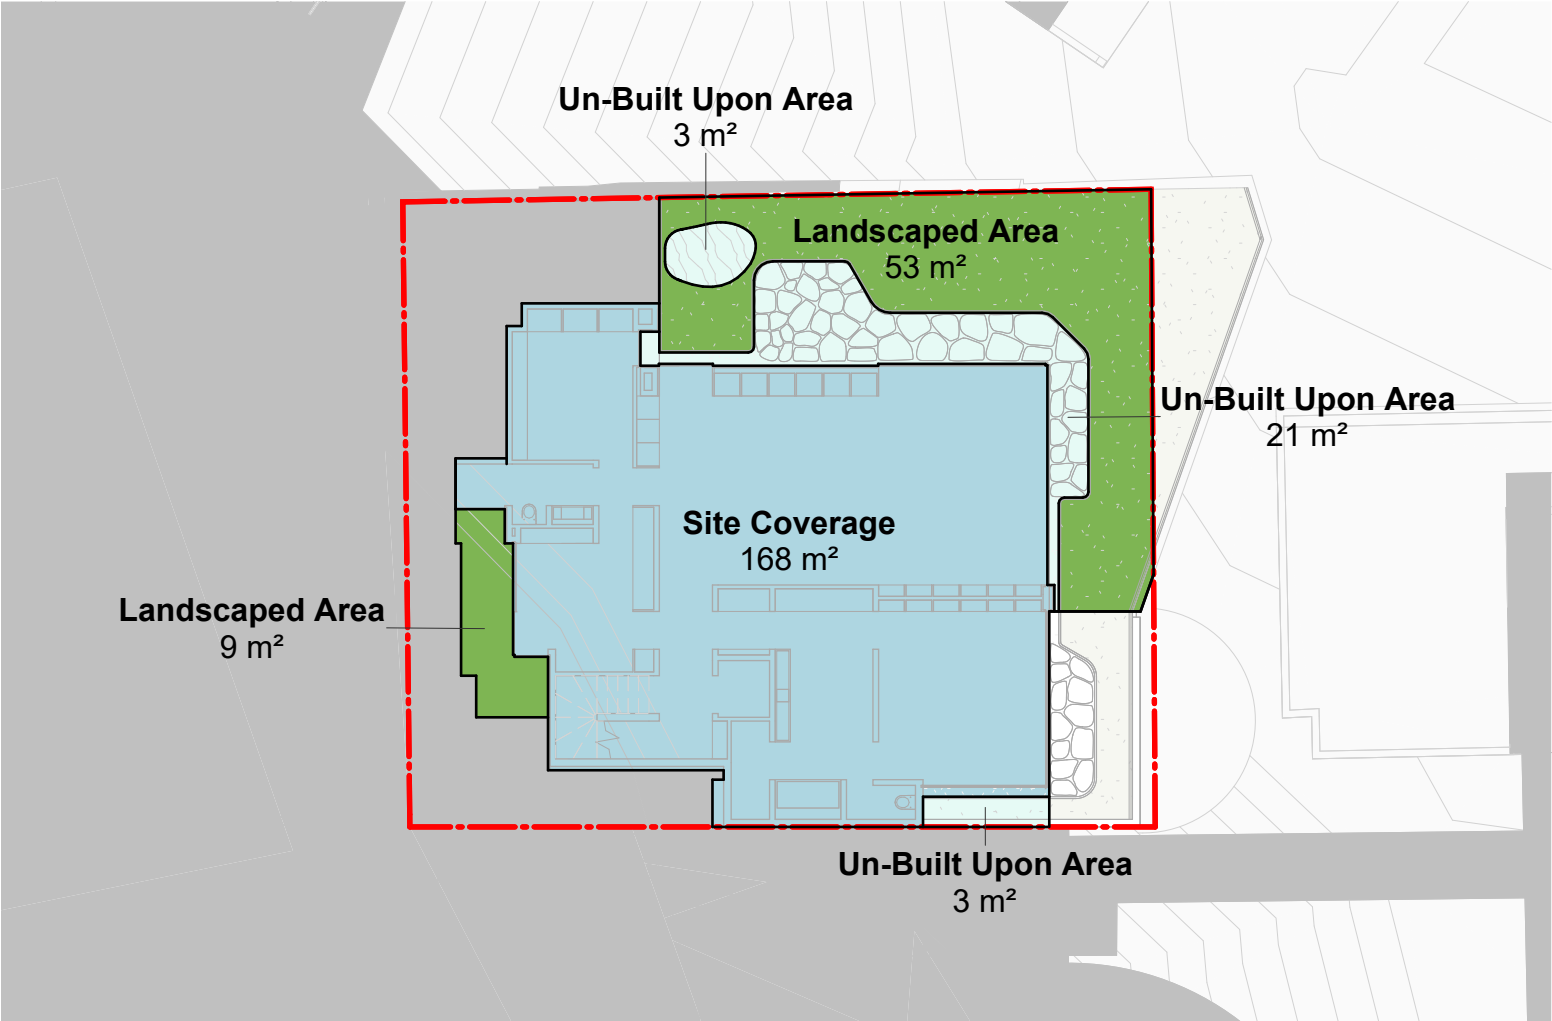 Un-Built Upon Area
3 m²
Landscaped Area
53 m²
Un-Built Upon Area
21 m²
Site Coverage
168 m²
Landscaped Area
9 m²
Un-Built Upon Area
3 m²